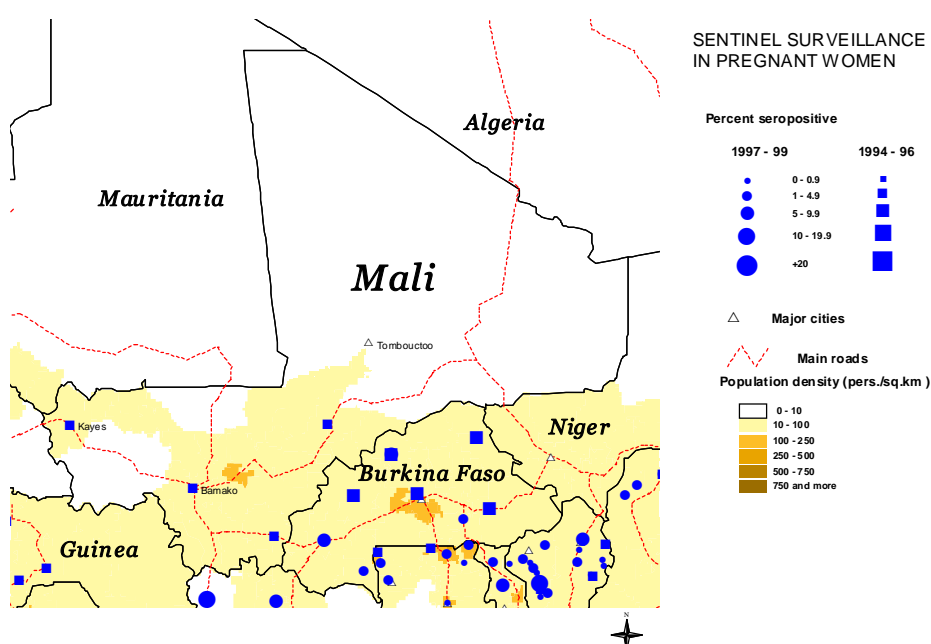 SENTINEL SURVEILLANCE
IN PREGNANT WOMEN
Algeria
Percent seropositive
1997 - 99 1994 - 96
0 - 0.9
1 - 4.9
5 - 9.9
10 - 19.9
+20
Mauritania
Mali
Major cities
Tombouctoo
Main roads
Population density (pers./sq.km )
0 - 10
10 - 100
100 - 250
250 - 500
500 - 750
750 and more
Kayes
Niger
Burkina Faso
Bamako
Guinea
N